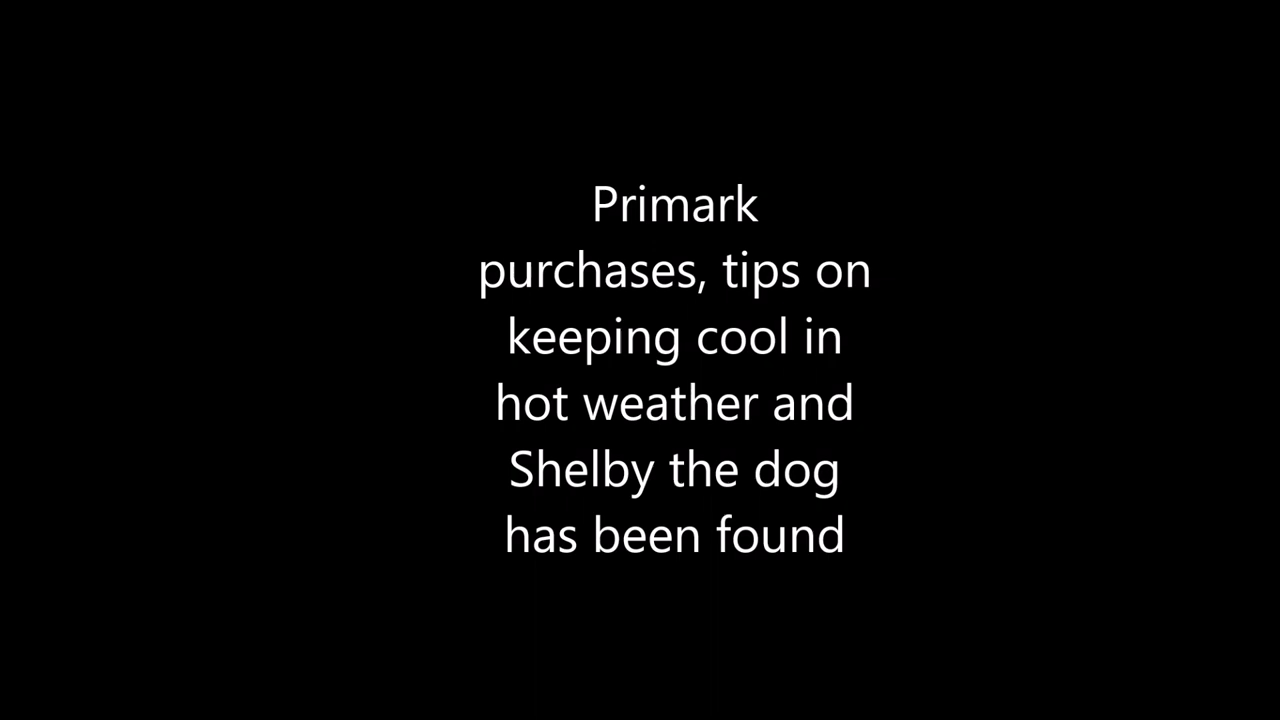 Primark
purchases, tips on
keeping cool in
hot weather and
Shelby the dog
has been found